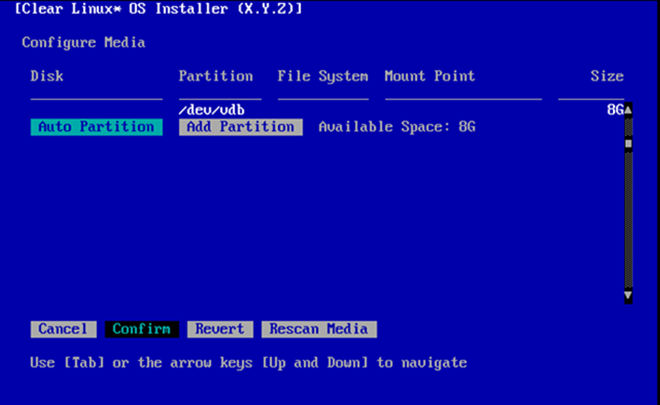 [Clear Linux* OS Installer (X.Y.Z)]
Configure Media
Disk Partition File System Mount Point Size
/dev/vdb 8G
Auto Partition Add Partition Available Space: 8G
Cancel Confirm Revert Rescan Media
Use [Tab] or the arrow keys [Up and Down] to navigate